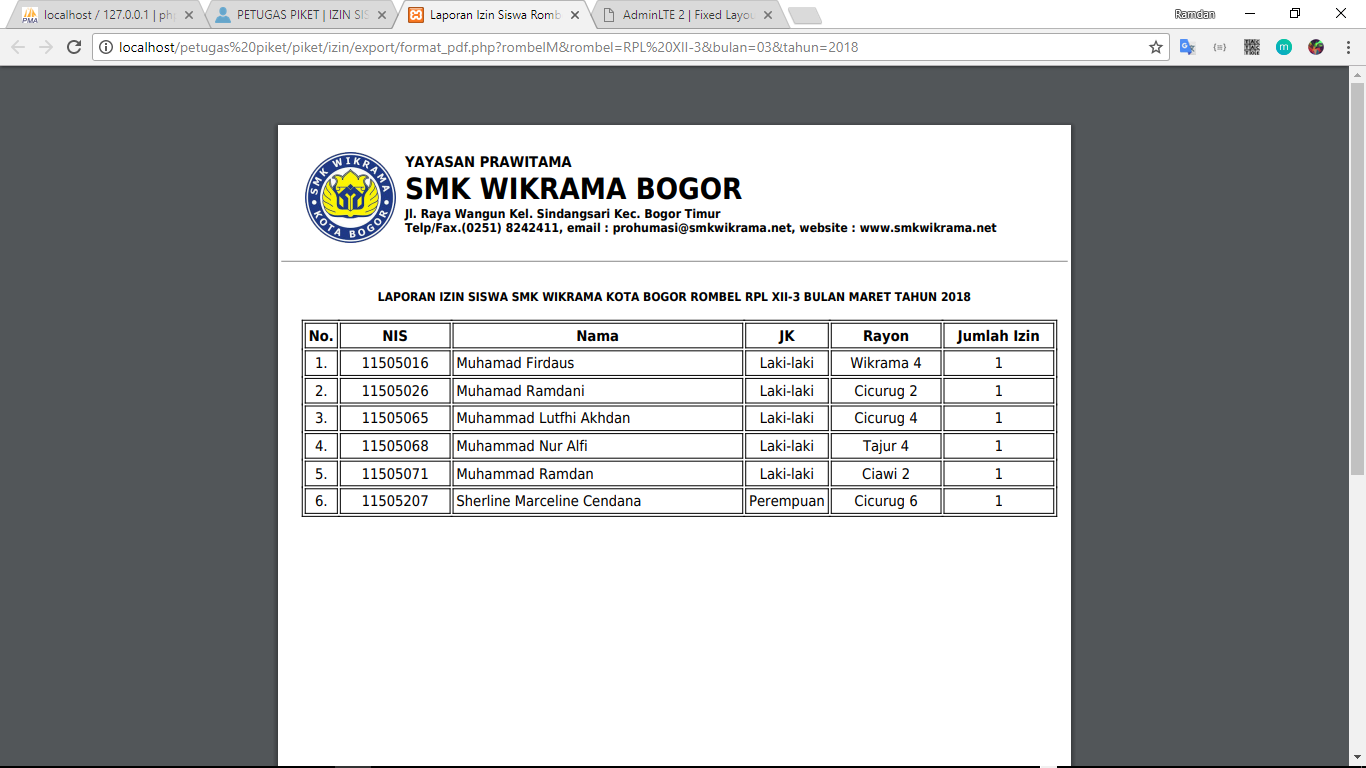 localhost / 127.0.0.1 | ph
PETUGAS PIKET | IZIN SIS
Laporan Izin Siswa Romb
AdminLTE 2 | Fixed Layou
Ramdan
localhost/petugas%20piket/piket/izin/export/format_pdf.php?rombelM&rombel=RPL%20XII-3&bulan=03&tahun=2018
SMK WIKRAMA
KOTA BOGOR
YAYASAN PRAWITAMA
SMK WIKRAMA BOGOR
Jl. Raya Wangun Kel. Sindangsari Kec. Bogor Timur
Telp/Fax.(0251) 8242411, email : prohumasi@smkwikrama.net, website : www.smkwikrama.net
LAPORAN IZIN SISWA SMK WIKRAMA KOTA BOGOR ROMBEL RPL XII-3 BULAN MARET TAHUN 2018
No. NIS Nama JK Rayon Jumlah Izin
1. 11505016 Muhamad Firdaus Laki-laki Wikrama 4 1
2. 11505026 Muhamad Ramdani Laki-laki Cicurug 2 1
3. 11505065 Muhammad Lutfhi Akhdan Laki-laki Cicurug 4 1
4. 11505068 Muhammad Nur Alfi Laki-laki Tajur 4 1
5. 11505071 Muhammad Ramdan Laki-laki Ciawi 2 1
6. 11505207 Sherline Marceline Cendana Perempuan Cicurug 6 1